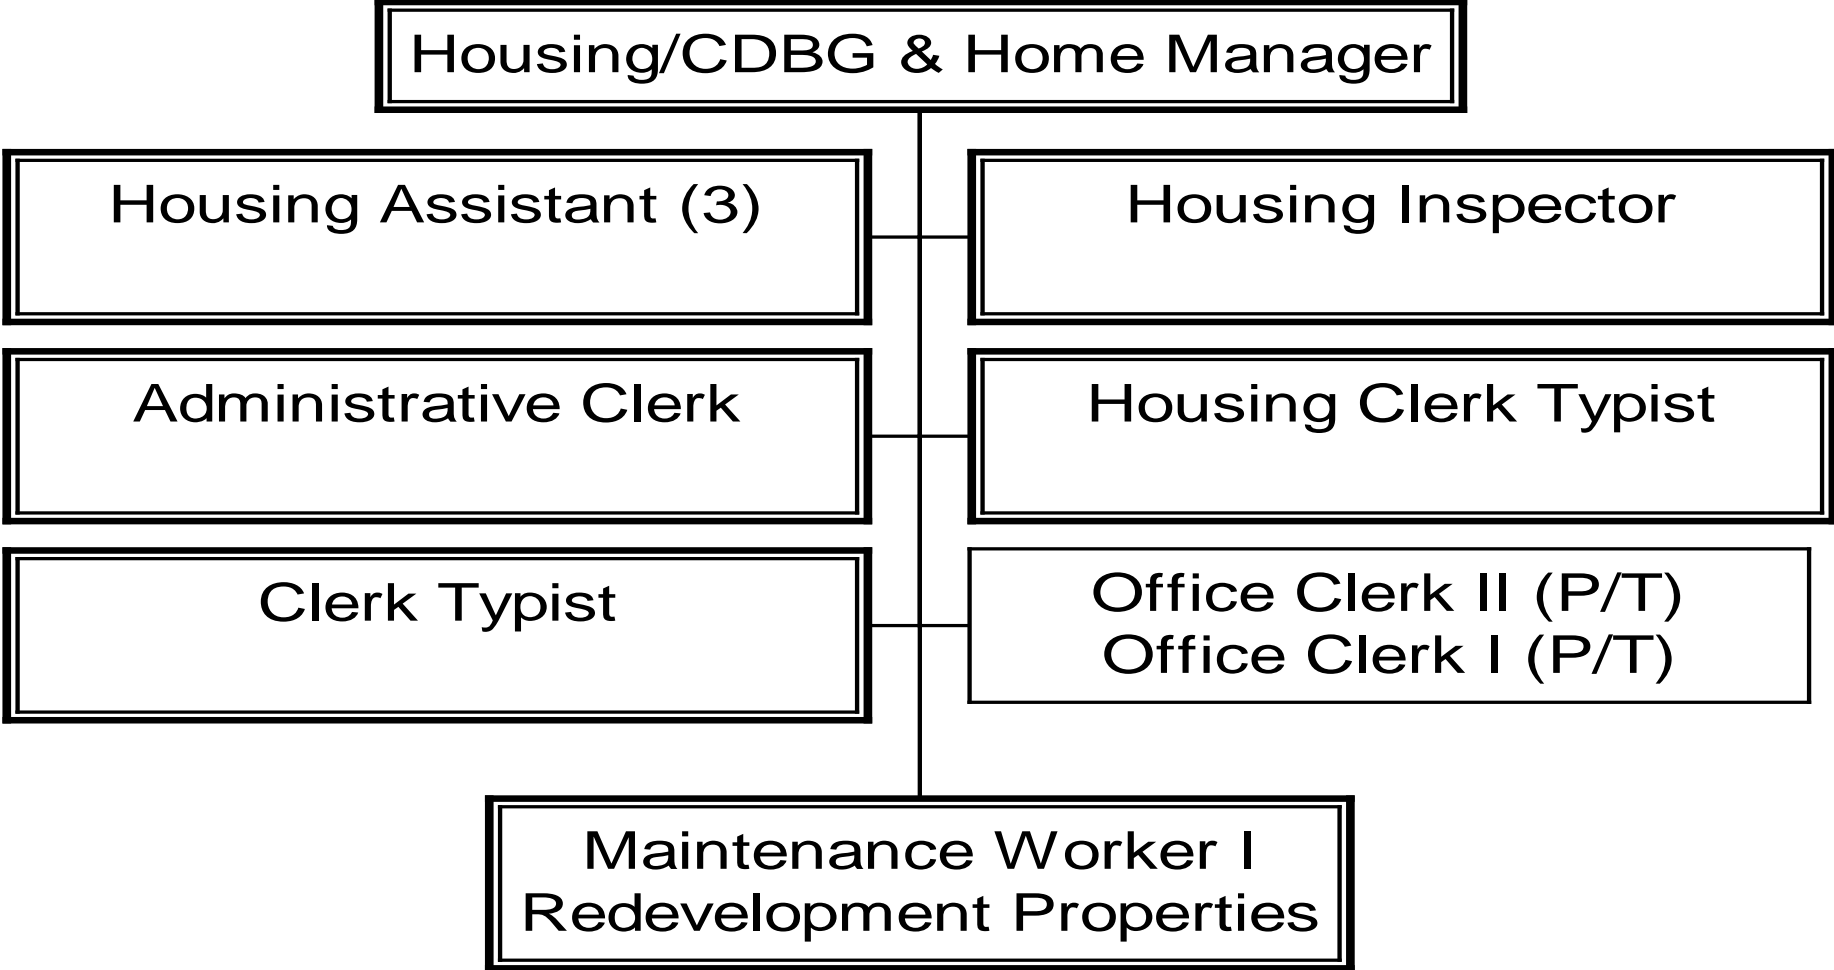 Housing/CDBG & Home Manager
Housing Assistant (3)
Housing Inspector
Administrative Clerk
Housing Clerk Typist
Clerk Typist
Office Clerk II (P/T)
Office Clerk I (P/T)
Maintenance Worker I
Redevelopment Properties